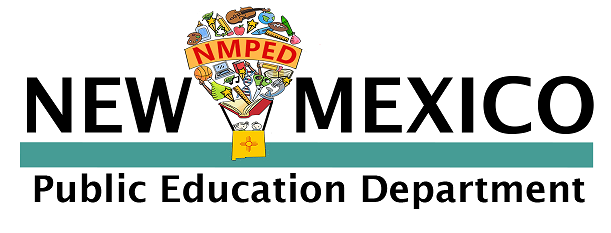 NMPED
NEW MEXICO
Public Education Department